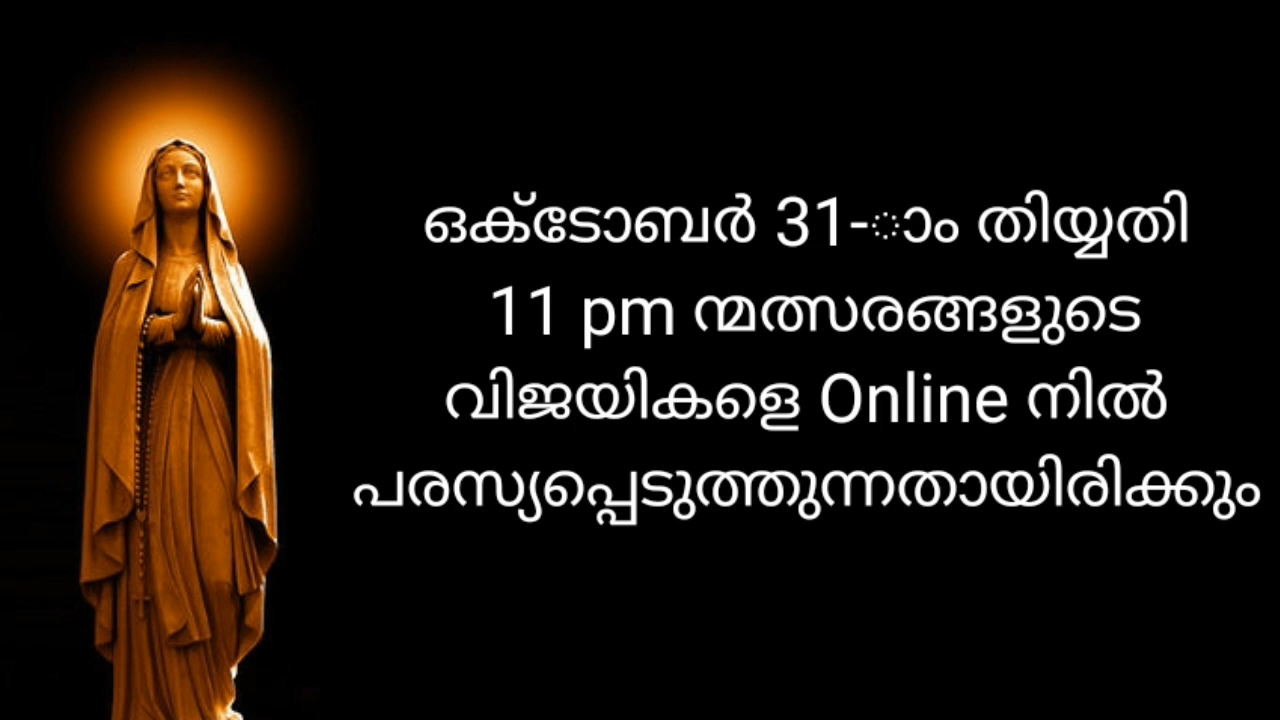 ഒക്ടോബർ 31-ാം തിയ്യതി
11 pm ന്മത്സരങ്ങളുടെ
വിജയികളെ Online നിൽ
പരസ്യപ്പെടുത്തുന്നതായിരിക്കും